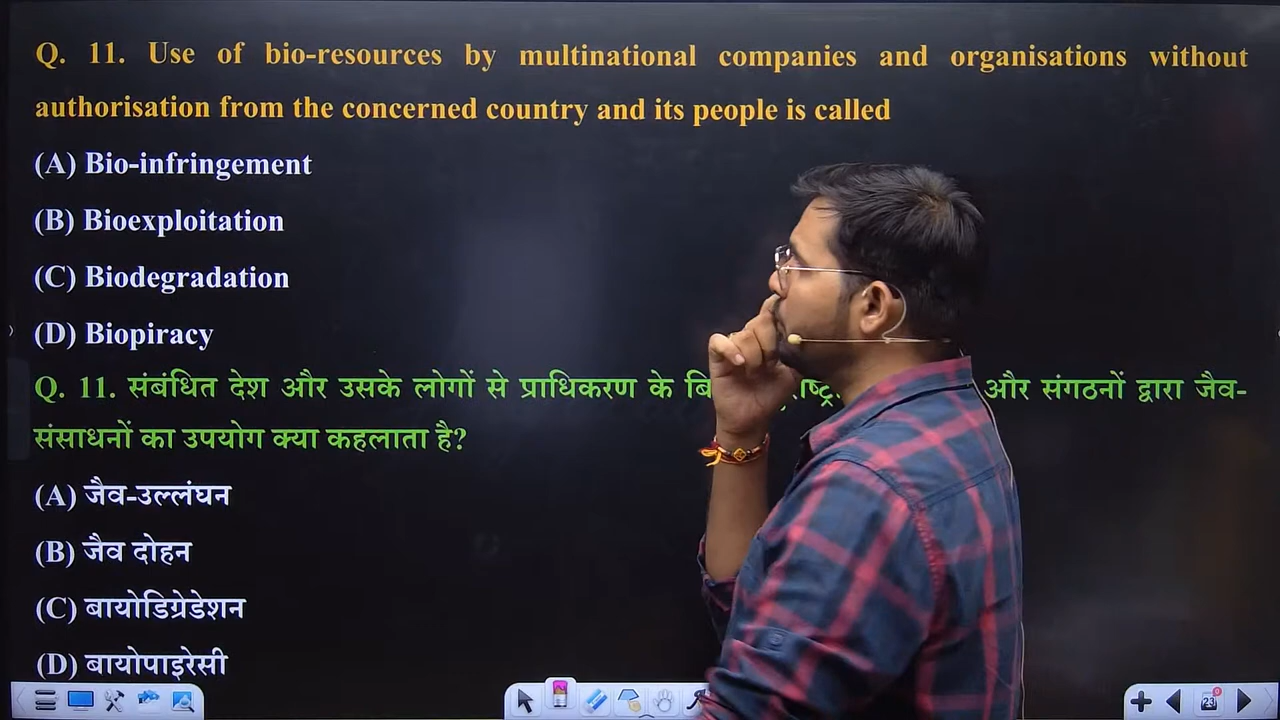 Q. 11. Use of bio-resources by multinational companies and organisations without
authorisation from the concerned country and its people is called
(A) Bio-infringement
(B) Bioexploitation
(C) Biodegradation
(D) Biopiracy
Q. 11. संबंधित देश और उसके लोगों से प्राधिकरण के और संगठनों द्वारा जैव-
संसाधनों का उपयोग क्या कहलाता है?
(A) जैव-उल्लंघन
(B) जैव दोहन
(C) बायोडिग्रेडेशन
(D) बायोपाइरेसी
23